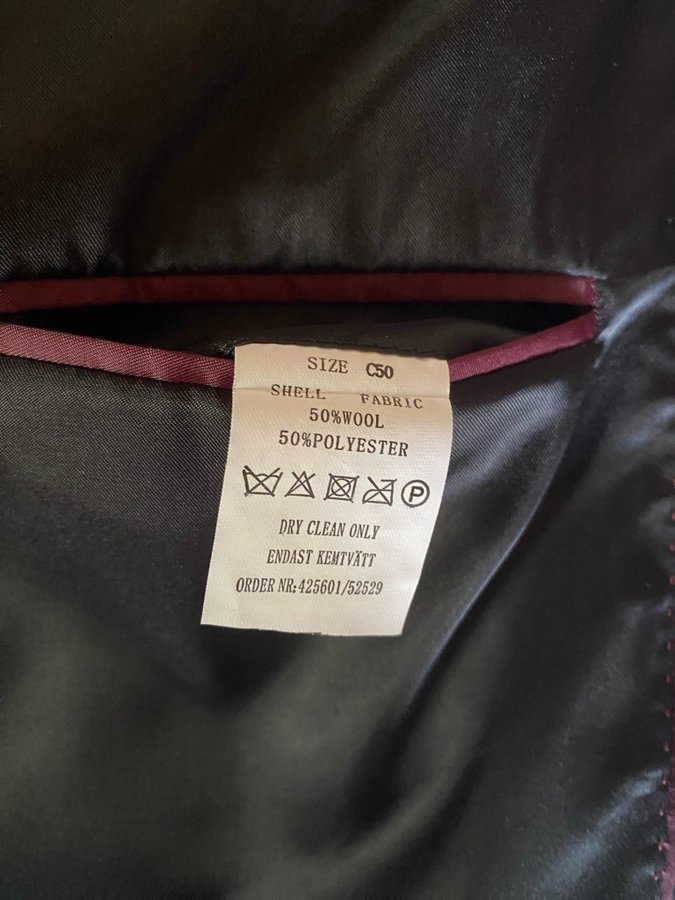 SIZE C50
SHELL FABRIC
50%WOOL
50%POLYESTER
P
DRY CLEAN ONLY
ENDAST KEMTVÄTT
ORDER NR:425601/52529